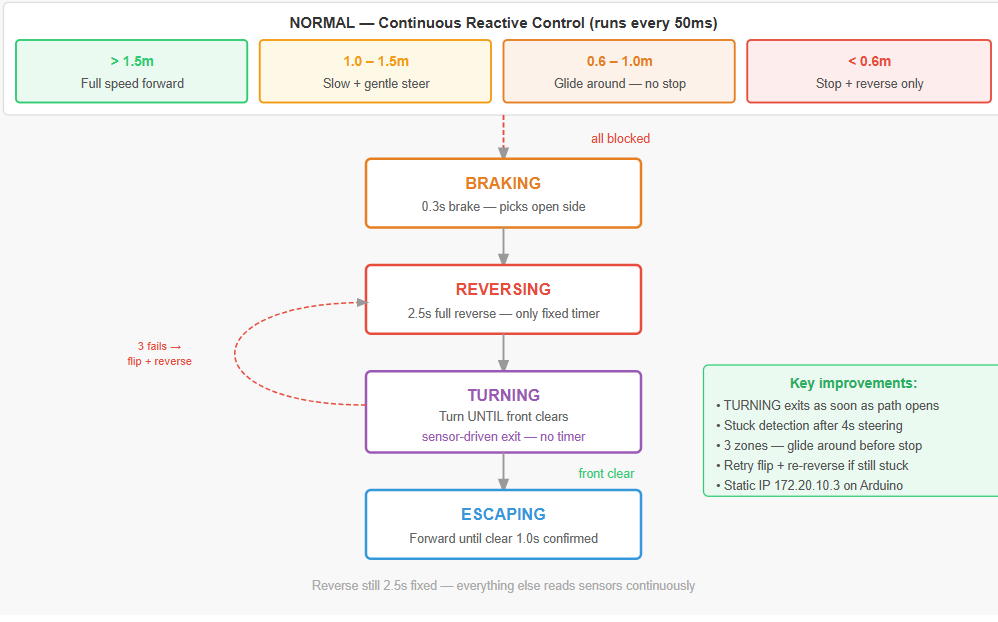 NORMAL — Continuous Reactive Control (runs every 50ms)
> 1.5m
Full speed forward
1.0 – 1.5m
Slow + gentle steer
0.6 – 1.0m
Glide around — no stop
< 0.6m
Stop + reverse only
all blocked
BRAKING
0.3s brake — picks open side
REVERSING
2.5s full reverse — only fixed timer
3 fails →
flip + reverse
TURNING
Turn UNTIL front clears
sensor-driven exit — no timer
front clear
ESCAPING
Forward until clear 1.0s confirmed
Key improvements:
• TURNING exits as soon as path opens
• Stuck detection after 4s steering
• 3 zones — glide around before stop
• Retry flip + re-reverse if still stuck
• Static IP 172.20.10.3 on Arduino
Reverse still 2.5s fixed — everything else reads sensors continuously